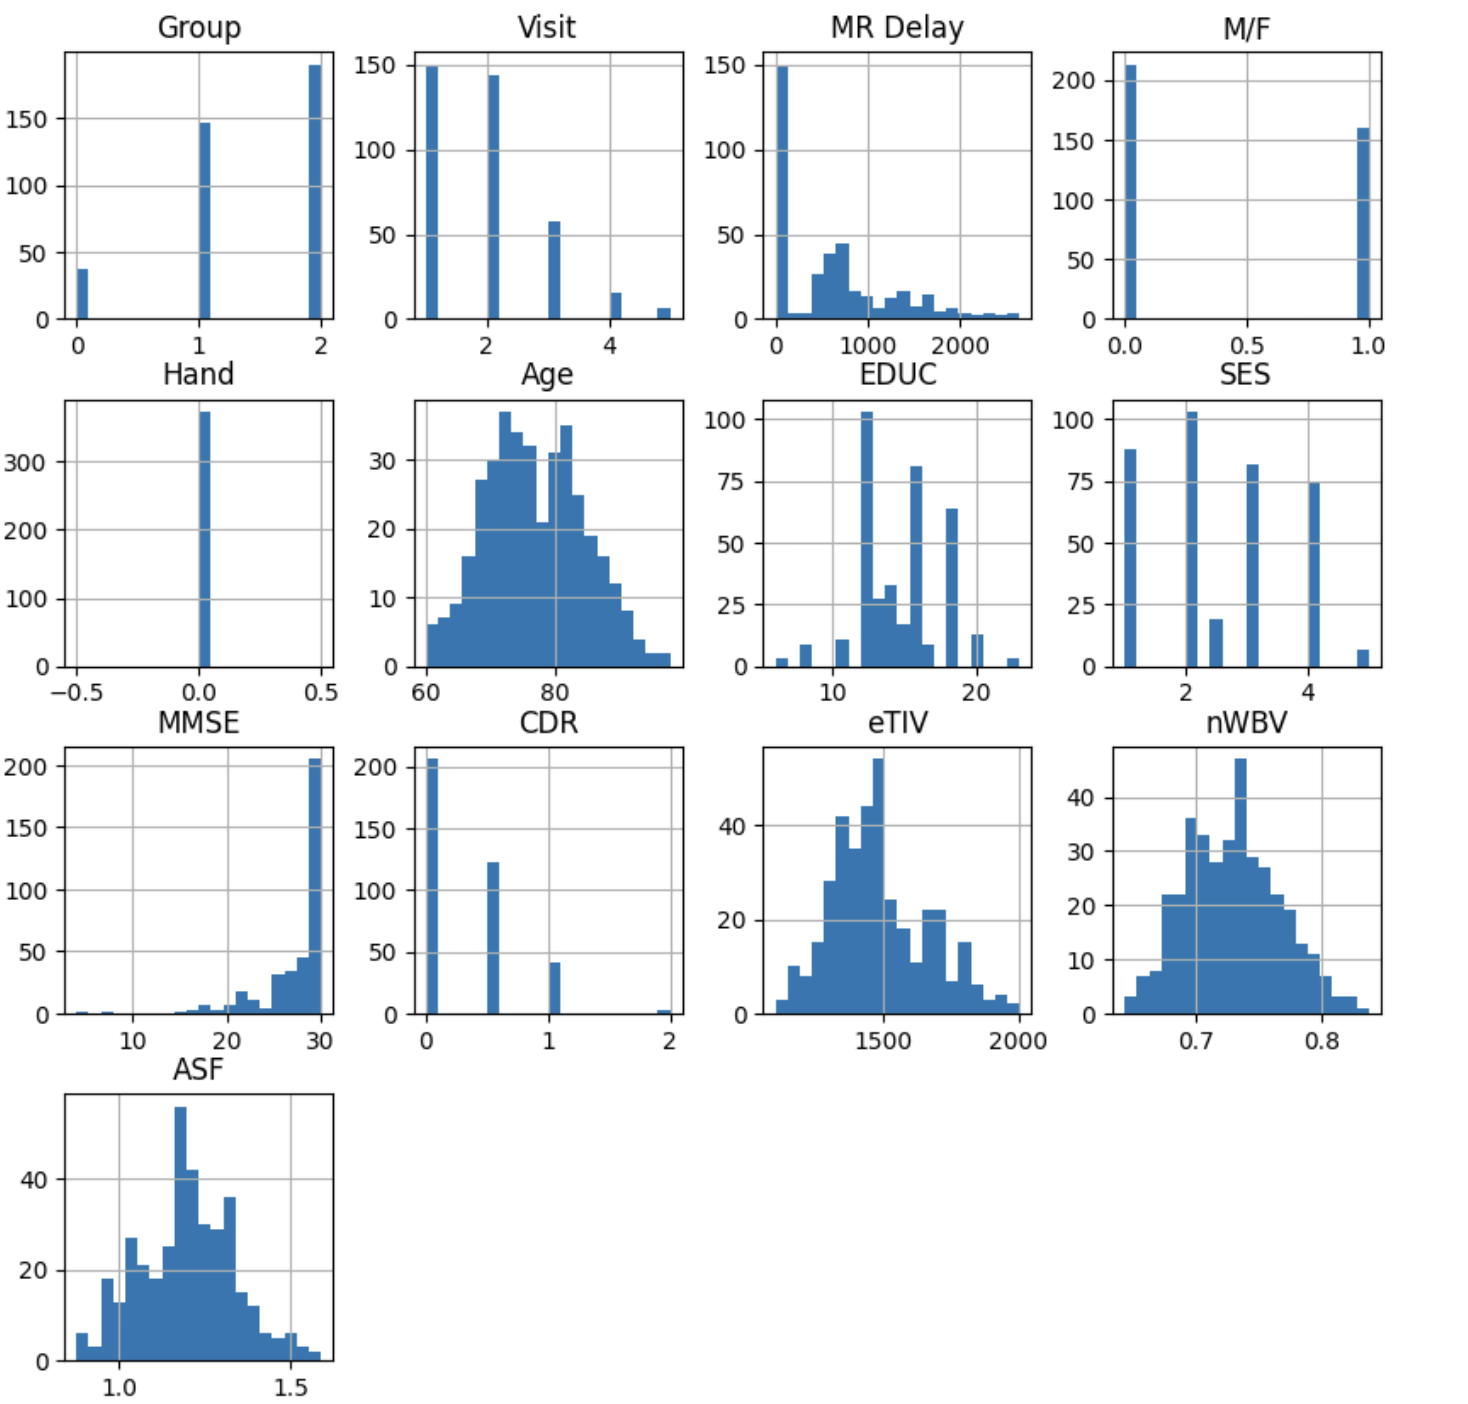 Group Visit MR Delay M/F
150 100 50 0
0 1 2
150 100 50 0
2 4
150 100 50 0
0 1000 2000
200 150 100 50 0
0.0 0.5 1.0
Hand Age EDUC SES
300 200 100 0
−0.5 0.0 0.5
30 20 10 0
60 80
100 75 50 25 0
10 20
100 75 50 25 0
2 4
MMSE CDR eTIV nWBV
200 150 100 50 0
10 20 30
200 150 100 50 0
0 1 2
40 20 0
1500 2000
40 30 20 10 0
0.7 0.8
ASF
40 20 0
1.0 1.5